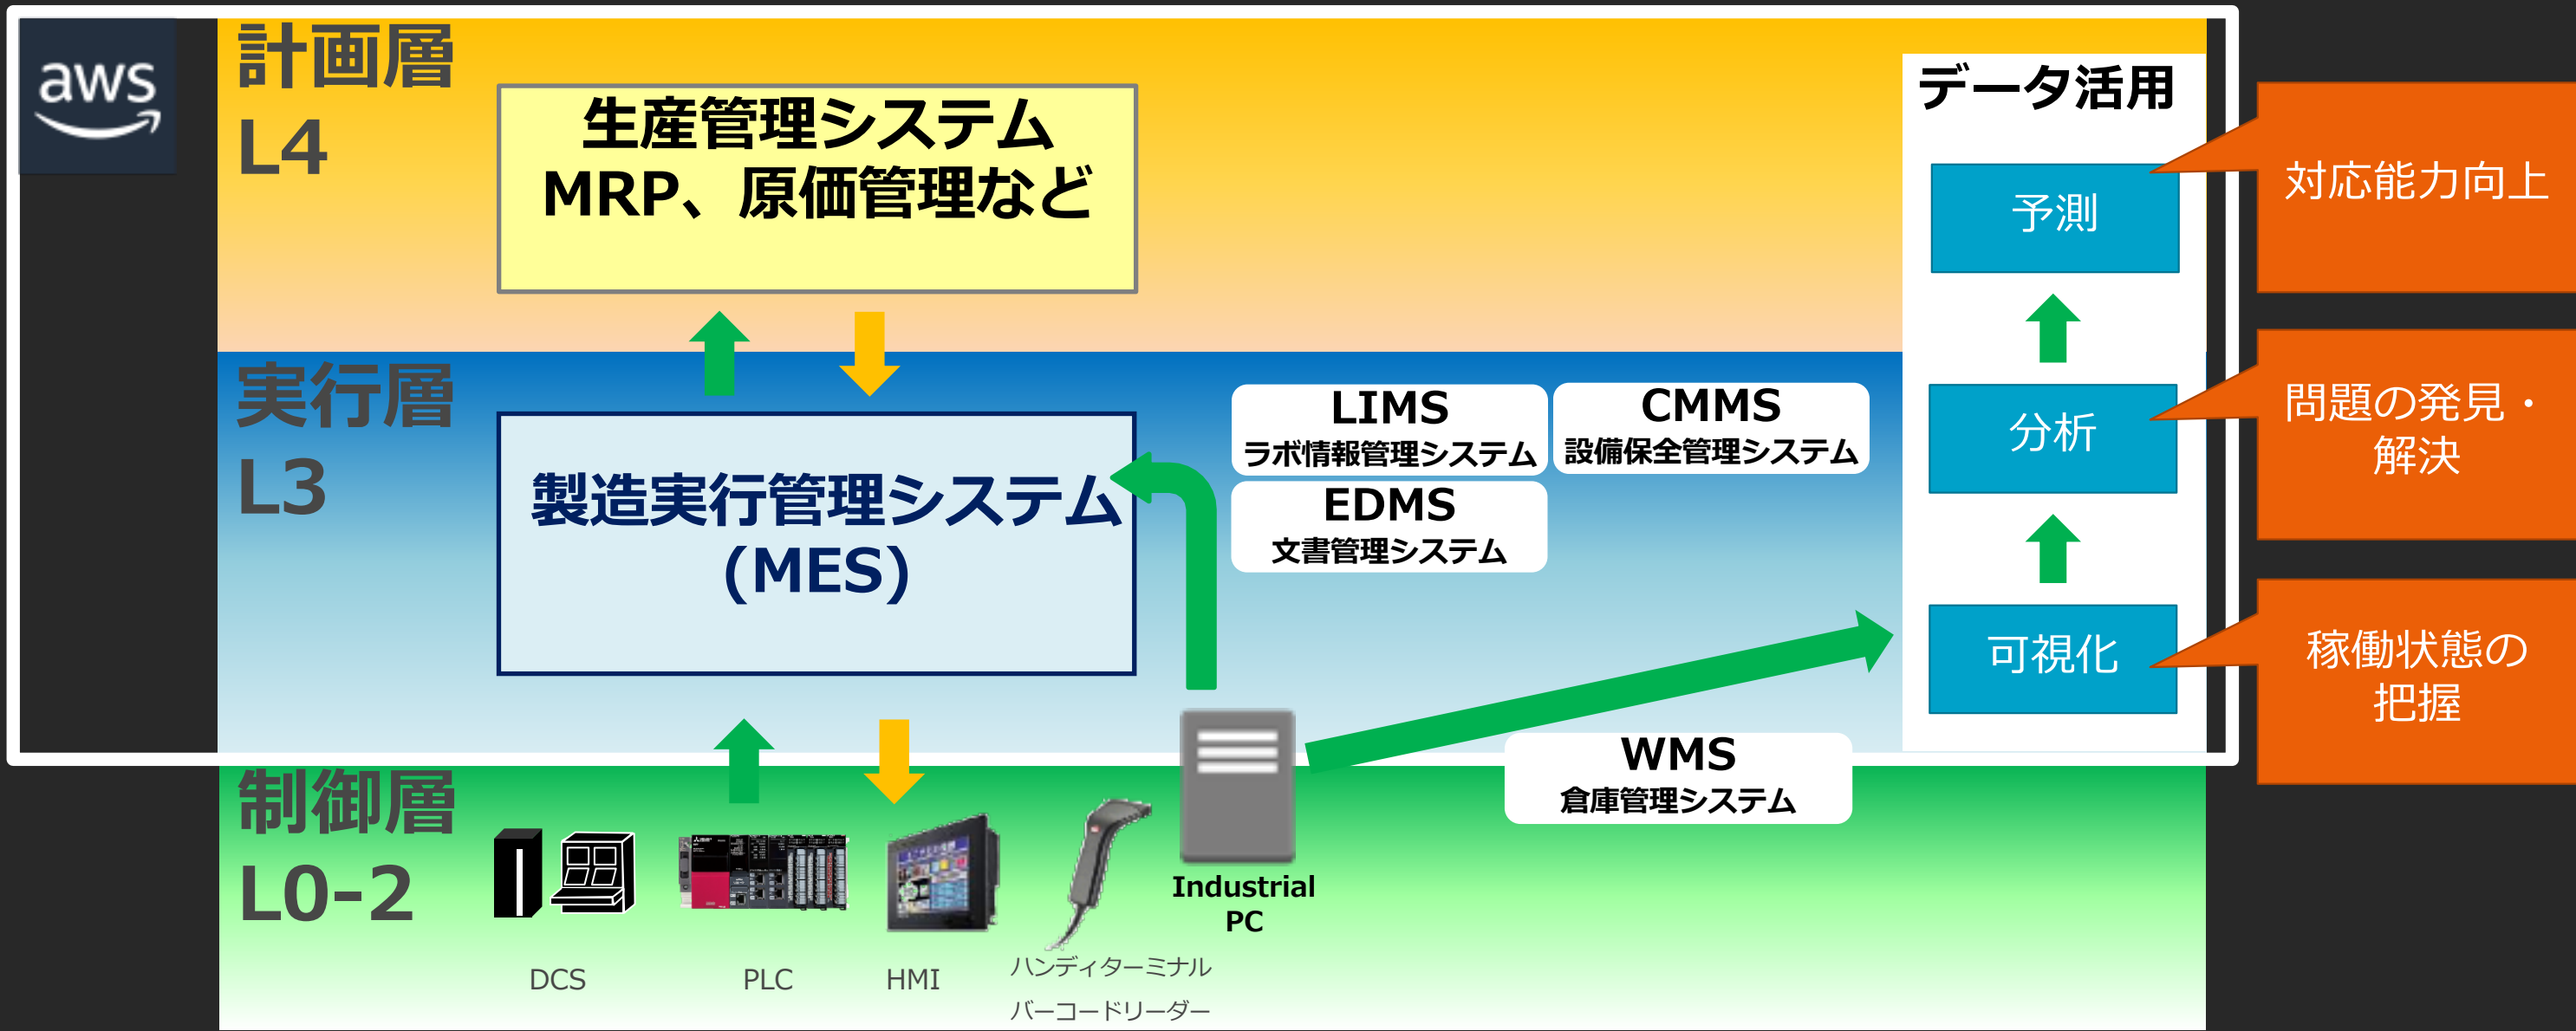 aws
計画層
L4
生産管理システム
MRP、原価管理など
データ活用
予測
対応能力向上
実行層
L3
製造実行管理システム
(MES)
LIMS
ラボ情報管理システム
CMMS
設備保全管理システム
EDMS
文書管理システム
分析
問題の発見・
解決
可視化
稼働状態の
把握
WMS
倉庫管理システム
制御層
L0-2
Industrial
PC
DCS
PLC
HMI
ハンディターミナル
バーコードリーダー